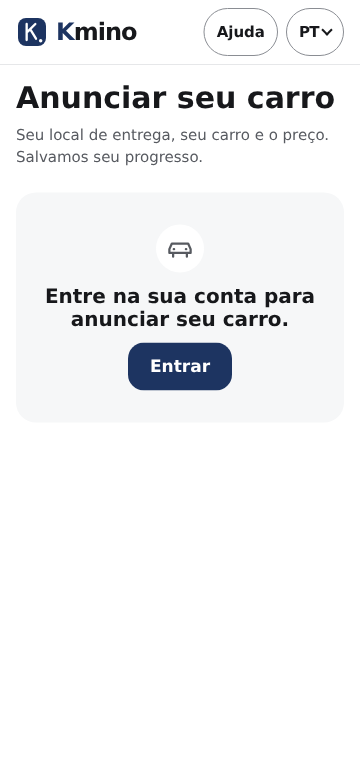 K. Kmino
Ajuda
PT
Anunciar seu carro
Seu local de entrega, seu carro e o preço.
Salvamos seu progresso.
Entre na sua conta para
anunciar seu carro.
Entrar